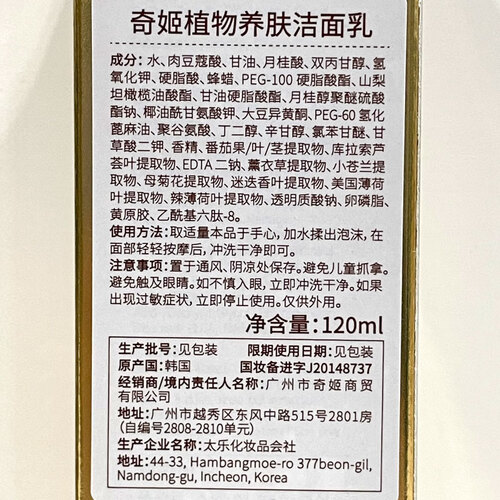 奇姬植物养肤洁面乳
成分：水、肉豆蔻酸、甘油、月桂酸、双丙甘醇、氢
氧化钾、硬脂酸、蜂蜡、PEG-100 硬脂酸酯、山梨
坦橄榄油酸酯、甘油硬脂酸酯、月桂醇聚醚硫酸
酯钠、椰油酰甘氨酸钾、大豆异黄酮、PEG-60 氢化
蓖麻油、聚谷氨酸、丁二醇、辛甘醇、氯苯甘醚、甘
草酸二钾、香精、番茄果/叶/茎提取物、库拉索芦
荟叶提取物、EDTA 二钠、薰衣草提取物、小苍兰提
取物、母菊花提取物、迷迭香叶提取物、美国薄荷
叶提取物、辣薄荷叶提取物、透明质酸钠、卵磷脂、
黄原胶、乙酰基六肽-8。
使用方法：取适量本品于手心，加水揉出泡沫，在
面部轻轻按摩后，冲洗干净即可。
注意事项：置于通风、阴凉处保存。避免儿童抓拿。
避免触及眼睛。如不慎入眼，立即冲洗干净。如果
出现过敏症状，立即停止使用。仅供外用。
净含量：120ml
生产批号：见包装 限期使用日期：见包装
原产国：韩国 国妆备进字J20148737
经销商/境内责任人名称：广州市奇姬商贸
有限公司
地址：广州市越秀区东风中路515号2801房
(自编号2808-2810单元)
生产企业名称：太乐化妆品会社
地址：44-33, Hambangmoe-ro 377beon-gil,
Namdong-gu, Incheon, Korea